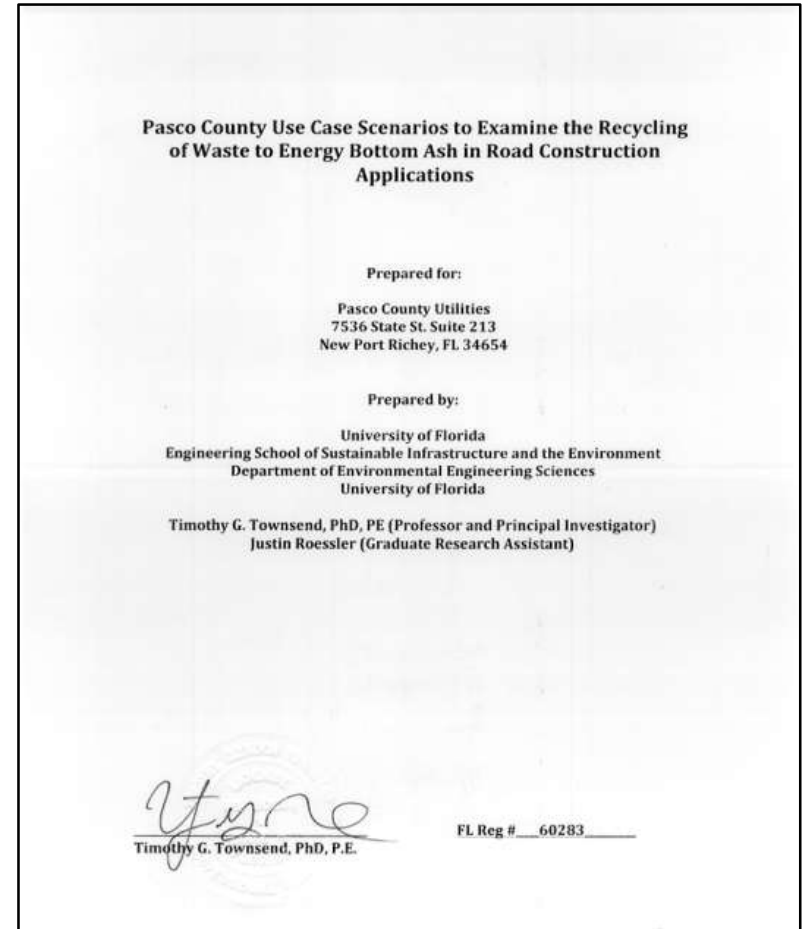 Pasco County Use Case Scenarios to Examine the Recycling
of Waste to Energy Bottom Ash in Road Construction
Applications
Prepared for:
Pasco County Utilities
7536 State St. Suite 213
New Port Richey, FL 34654
Prepared by:
University of Florida
Engineering School of Sustainable Infrastructure and the Environment
Department of Environmental Engineering Sciences
University of Florida
Timothy G. Townsend, PhD, PE (Professor and Principal Investigator)
Justin Roessler (Graduate Research Assistant)
Timothy G. Townsend, PhD, P.E.
FL Reg #___60283______